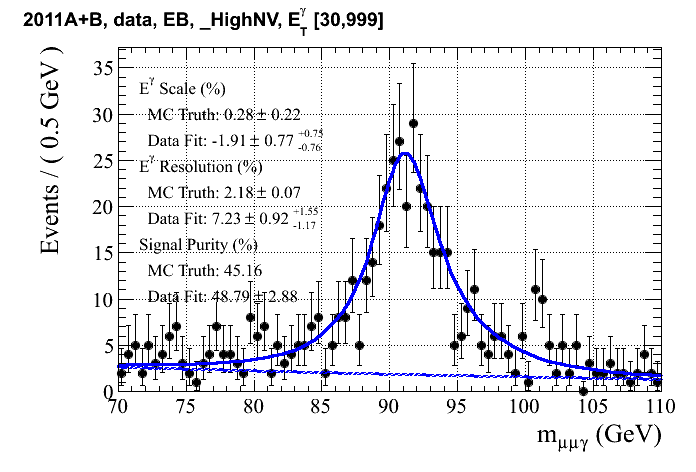 2011A+B, data, EB, _HighNV, E_T^γ [30,999]
Events / ( 0.5 GeV )
35
30
25
20
15
10
5
0
E^γ Scale (%)
MC Truth: 0.28 ± 0.22
Data Fit: -1.91 ± 0.77 +0.75 -0.76
E^γ Resolution (%)
MC Truth: 2.18 ± 0.07
Data Fit: 7.23 ± 0.92 +1.55 -1.17
Signal Purity (%)
MC Truth: 45.16
Data Fit: 48.79 ± 2.88
70 75 80 85 90 95 100 105 110
m_μμγ (GeV)